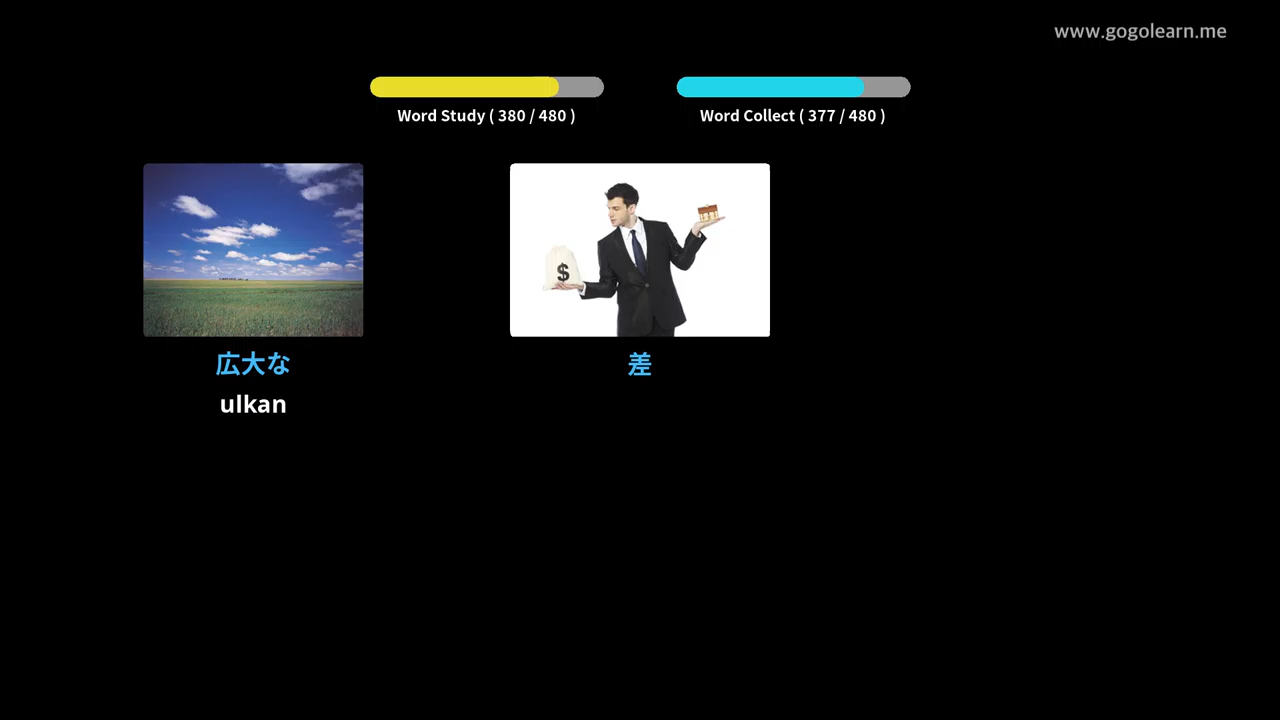 www.gogolearn.me
Word Study ( 380 / 480 )
Word Collect ( 377 / 480 )
$
広大な
差
ulkan